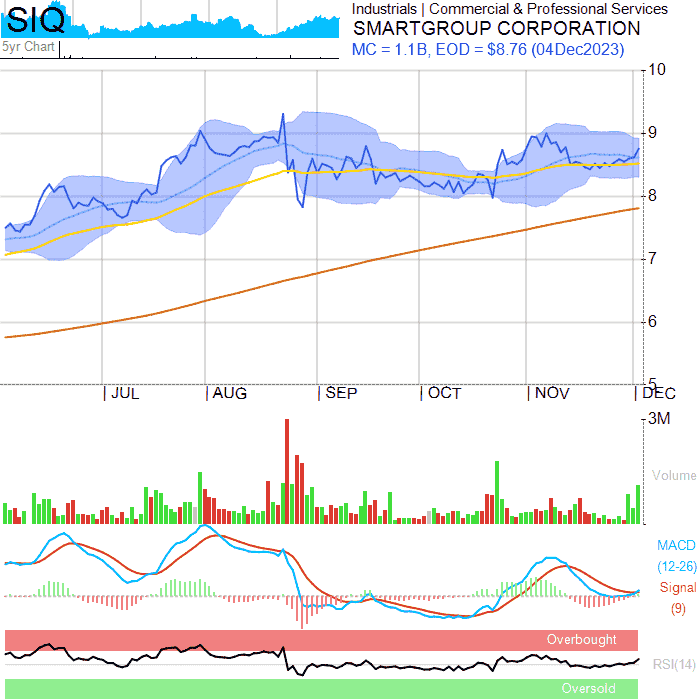 SIQ
5yr Chart
Industrials | Commercial & Professional Services
SMARTGROUP CORPORATION
MC = 1.1B, EOD = $8.76 (04Dec2023)
10
9
8
7
6
5
JUL AUG SEP OCT NOV DEC
3M
Volume
MACD
(12-26)
Signal
(9)
Overbought
RSI(14)
Oversold